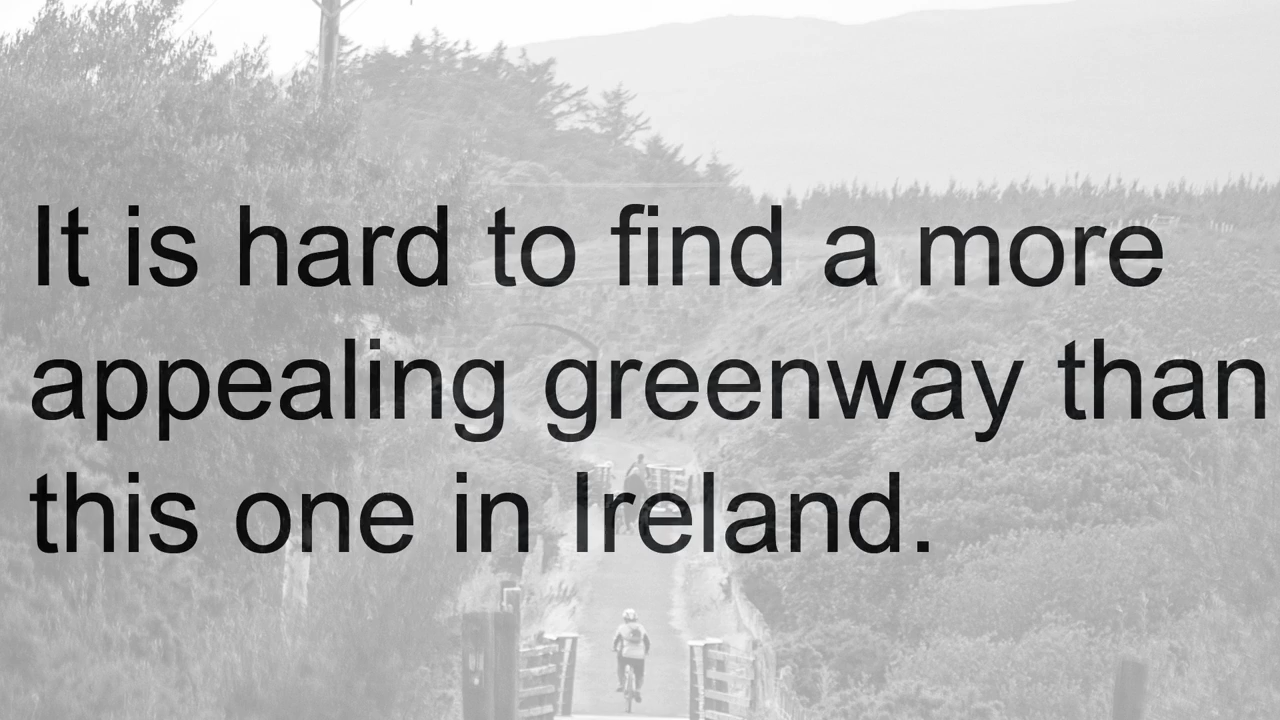 It is hard to find a more
appealing greenway than
this one in Ireland.